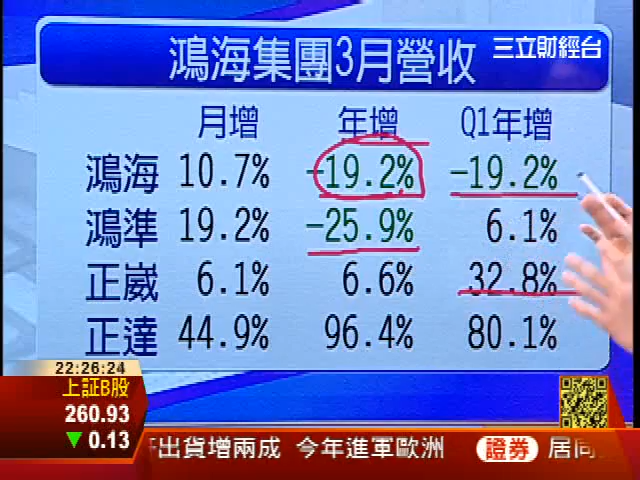 鴻海集團3月營收
三立財經台
月增 年增 Q1年增
鴻海 10.7% -19.2% -19.2%
鴻準 19.2% -25.9% 6.1%
正崴 6.1% 6.6% 32.8%
正達 44.9% 96.4% 80.1%
22:26:24
上証B股
260.93
▼0.13
出貨增兩成 今年進軍歐洲 證券 居同